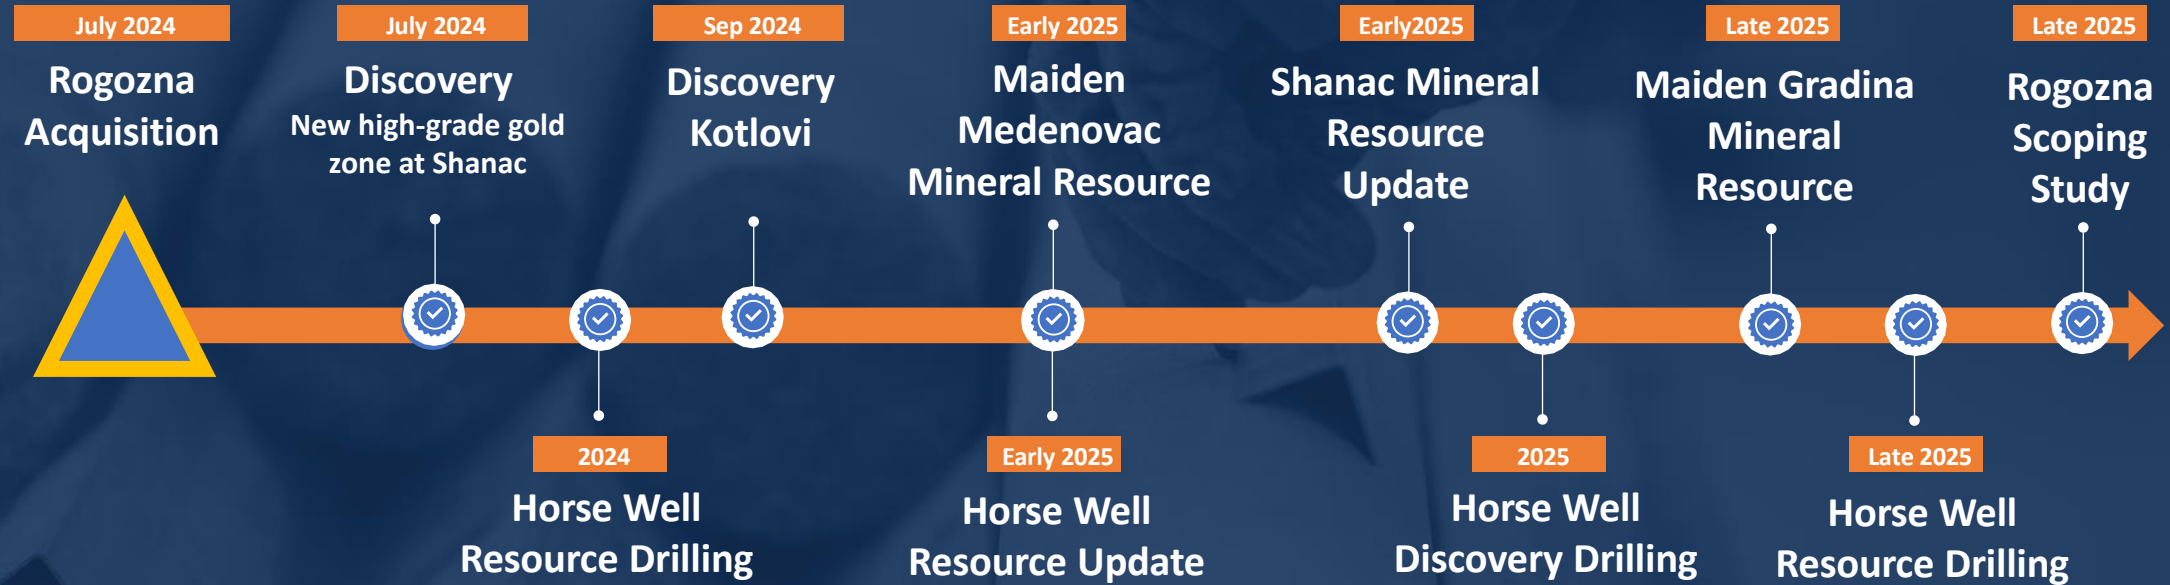 July 2024
Rogozna
Acquisition
July 2024
Discovery
New high-grade gold
zone at Shanac
Sep 2024
Discovery
Kotlovi
Early 2025
Maiden
Medenovac
Mineral Resource
Early2025
Shanac Mineral
Resource
Update
Late 2025
Maiden Gradina
Mineral
Resource
Late 2025
Rogozna
Scoping
Study
2024
Horse Well
Resource Drilling
Early 2025
Horse Well
Resource Update
2025
Horse Well
Discovery Drilling
Late 2025
Horse Well
Resource Drilling